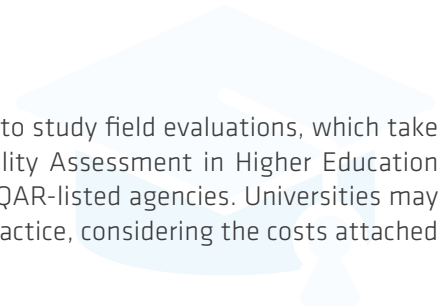 to study field evaluations, which take
lity Assessment in Higher Education
QAR-listed agencies. Universities may
actice, considering the costs attached